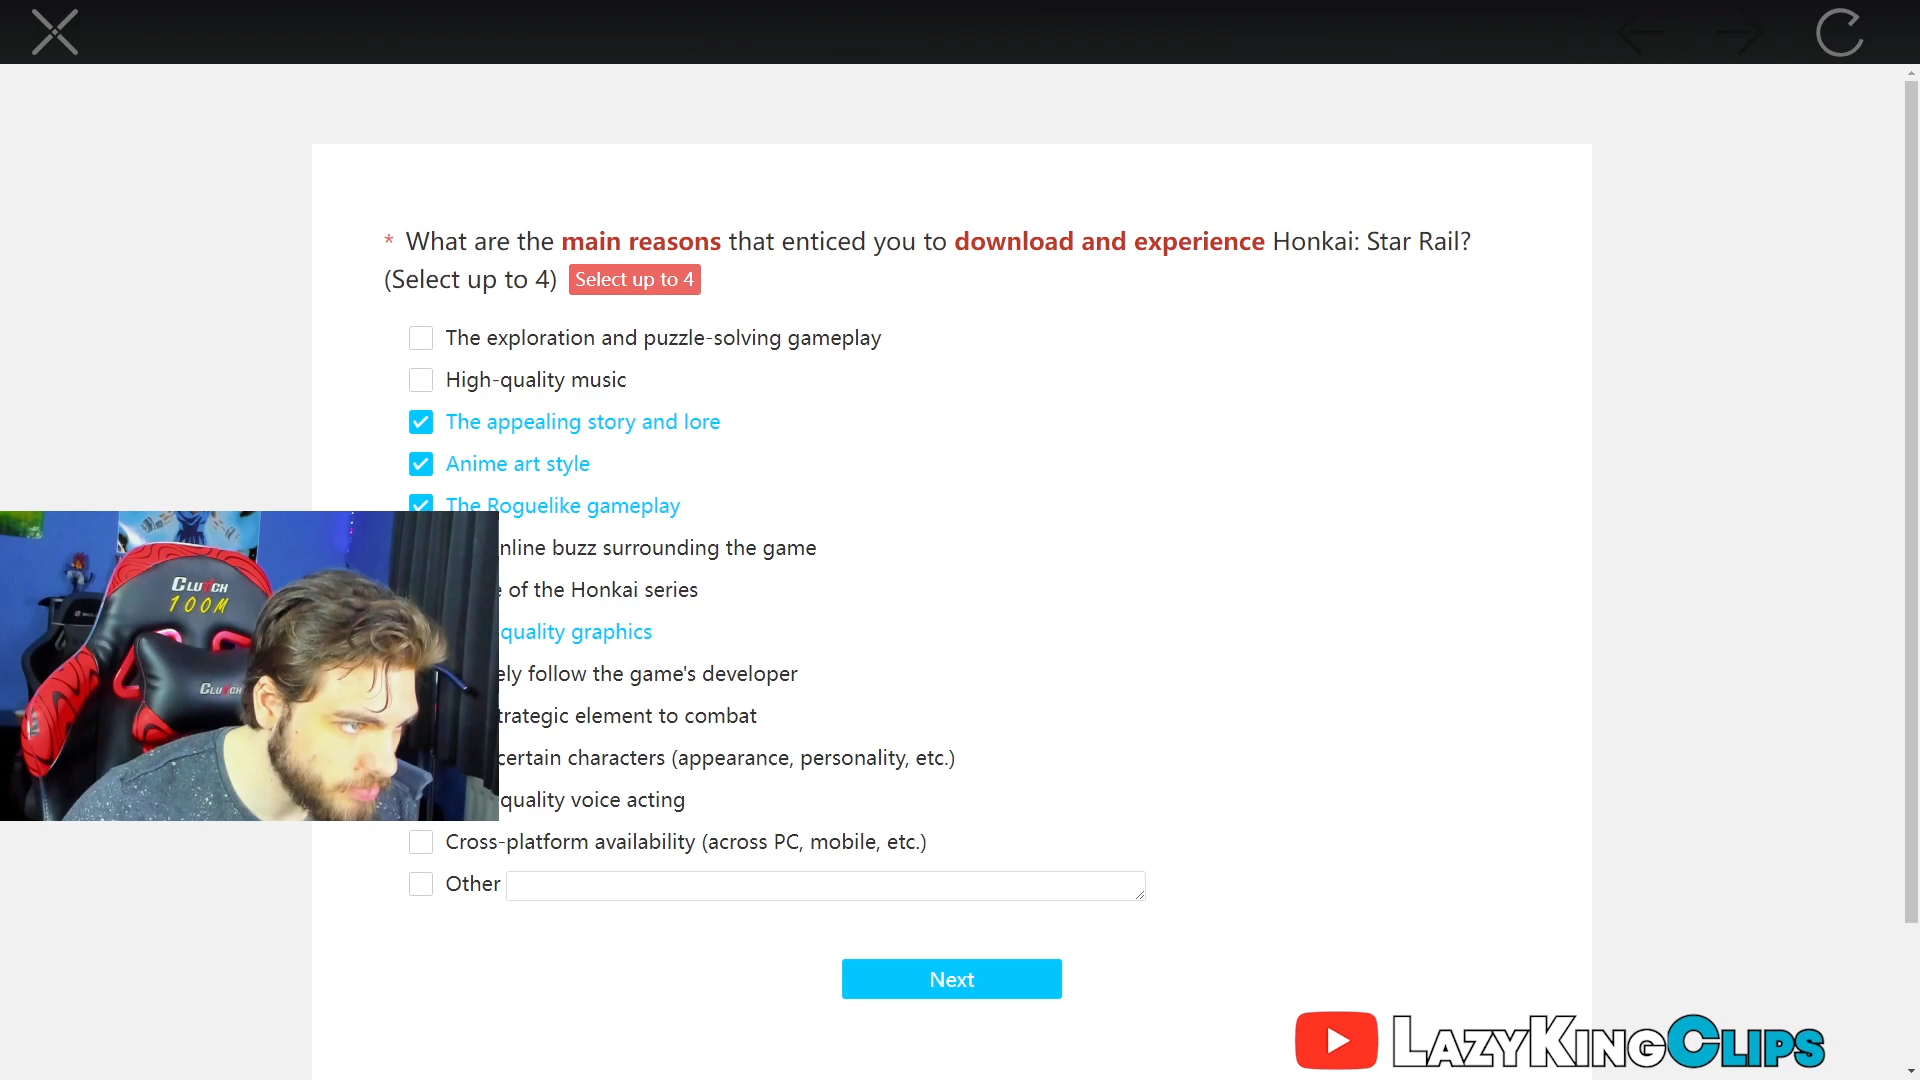 * What are the main reasons that enticed you to download and experience Honkai: Star Rail?
(Select up to 4) Select up to 4
The exploration and puzzle-solving gameplay
High-quality music
The appealing story and lore
Anime art style
The Roguelike gameplay
nline buzz surrounding the game
of the Honkai series
quality graphics
ely follow the game's developer
trategic element to combat
certain characters (appearance, personality, etc.)
quality voice acting
Cross-platform availability (across PC, mobile, etc.)
Other
Next
CLUTCH
100M
CLUTCH
LAZYKINGCLIPS